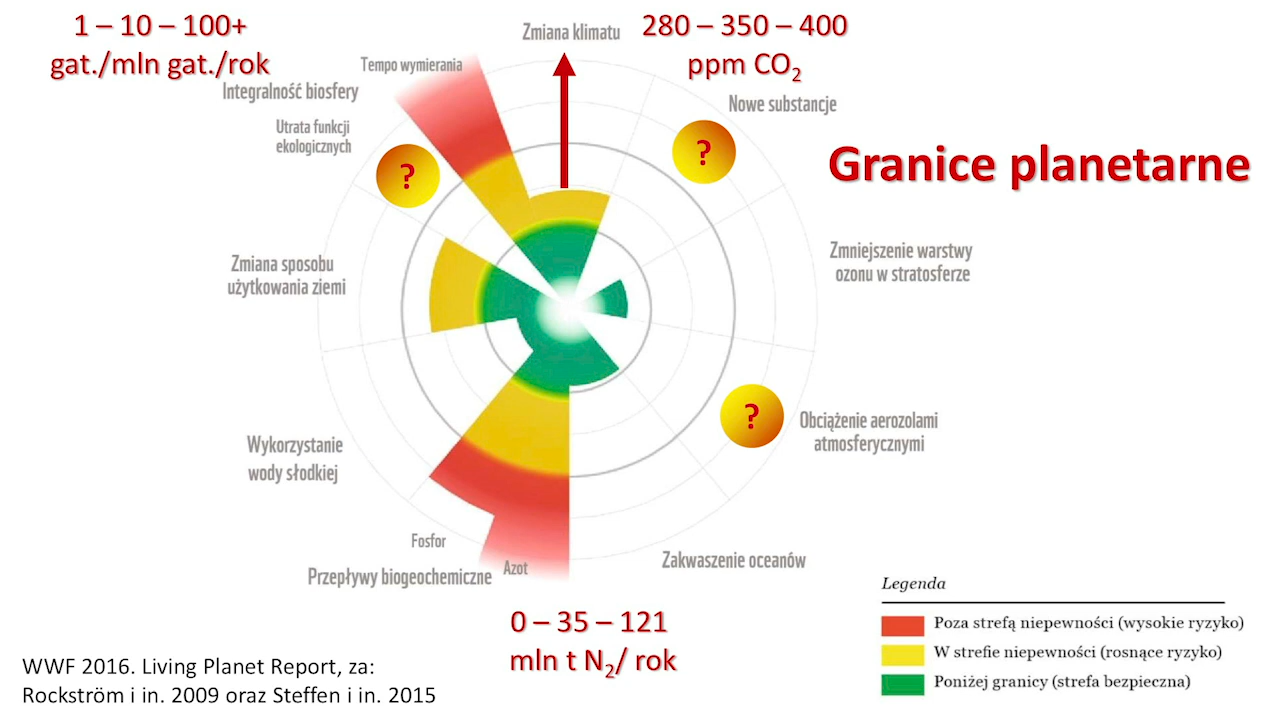 1 – 10 – 100+
gat./mln gat./rok
Zmiana klimatu
280 – 350 – 400
ppm CO₂
Tempo wymierania
Integralność biosfery
Nowe substancje
Utrata funkcji
ekologicznych
?
?
Granice planetarne
Zmiana sposobu
użytkowania ziemi
Zmniejszenie warstwy
ozonu w stratosferze
?
Obciążenie aerozolami
atmosferycznymi
Wykorzystanie
wody słodkiej
Fosfor
Azot
Przepływy biogeochemiczne
Zakwaszenie oceanów
0 – 35 – 121
mln t N₂/ rok
Legenda
Poza strefą niepewności (wysokie ryzyko)
W strefie niepewności (rosnące ryzyko)
Poniżej granicy (strefa bezpieczna)
WWF 2016. Living Planet Report, za:
Rockström i in. 2009 oraz Steffen i in. 2015